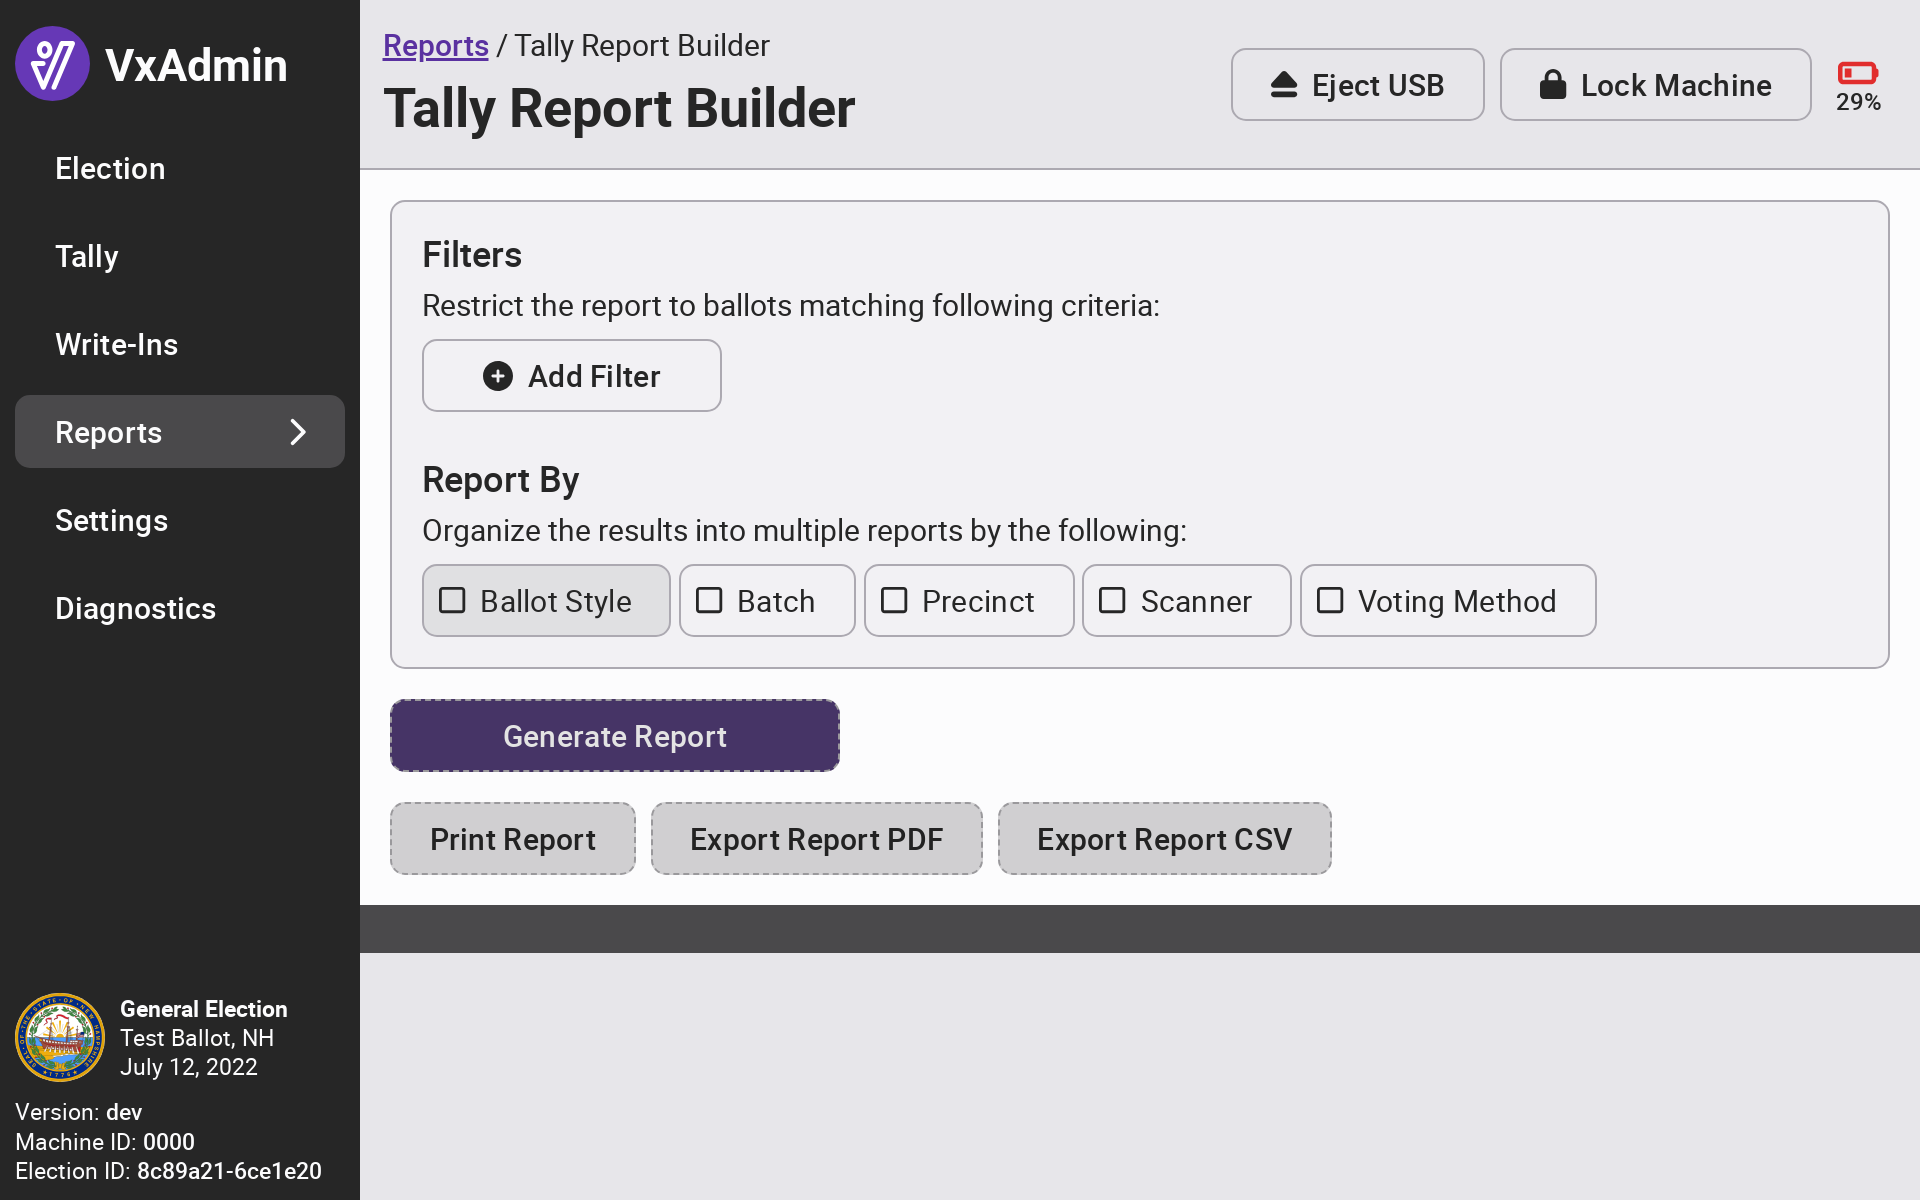 VxAdmin
Election
Tally
Write-Ins
Reports
Settings
Diagnostics
General Election
Test Ballot, NH
July 12, 2022
Version: dev
Machine ID: 0000
Election ID: 8c89a21-6ce1e20
Reports / Tally Report Builder
Tally Report Builder
Eject USB
Lock Machine
29%
Filters
Restrict the report to ballots matching following criteria:
Add Filter
Report By
Organize the results into multiple reports by the following:
Ballot Style
Batch
Precinct
Scanner
Voting Method
Generate Report
Print Report
Export Report PDF
Export Report CSV